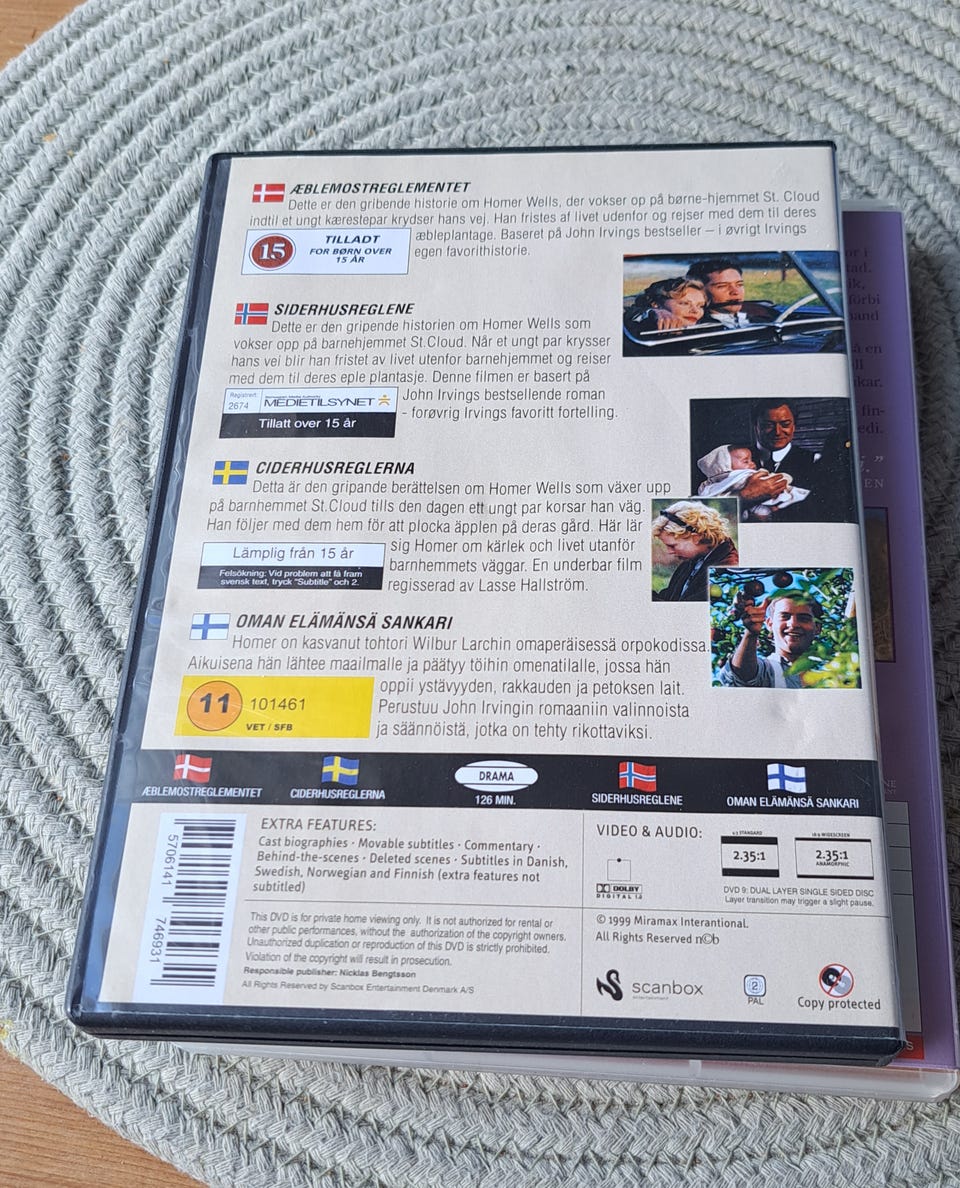 ÆBLEMOSTREGLEMENTET
Dette er den gribende historie om Homer Wells, der vokser op på børne-hjemmet St. Cloud
indtil et ungt kærestepar krydser hans vej. Han fristes af livet udenfor og rejser med dem til deres
æbleplantage. Baseret på John Irvings bestseller – i øvrigt Irvings
egen favorithistorie.
15
TILLADT
FOR BØRN OVER
15 ÅR
SIDERHUSREGLENE
Dette er den gripende historien om Homer Wells som
vokser opp på barnehjemmet St.Cloud. Når et ungt par krysser
hans vei blir han fristet av livet utenfor barnehjemmet og reiser
med dem til deres eple plantasje. Denne filmen er basert på
John Irvings bestsellende roman
- forøvrig Irvings favoritt fortelling.
Registrert:
2674
MEDIETILSYNET
Tillatt over 15 år
CIDERHUSREGLERNA
Detta är den gripande berättelsen om Homer Wells som växer upp
på barnhemmet St.Cloud tills den dagen ett ungt par korsar han väg.
Han följer med dem hem för att plocka äpplen på deras gård. Här lär
sig Homer om kärlek och livet utanför
barnhemmets väggar. En underbar film
regisserad av Lasse Hallström.
Lämplig från 15 år
Felsökning: Vid problem att få fram
svensk text, tryck "Subtitle" och 2.
OMAN ELÄMÄNSÄ SANKARI
Homer on kasvanut tohtori Wilbur Larchin omaperäisessä orpokodissa.
Aikuisena hän lähtee maailmalle ja päätyy töihin omenatilalle, jossa hän
oppii ystävyyden, rakkauden ja petoksen lait.
Perustuu John Irvingin romaaniin valinnoista
ja säännöistä, jotka on tehty rikottaviksi.
11
101461
VET / SFB
ÆBLEMOSTREGLEMENTET
CIDERHUSREGLERNA
DRAMA
126 MIN.
SIDERHUSREGLENE
OMAN ELÄMÄNSÄ SANKARI
5706141 746931
EXTRA FEATURES:
Cast biographies · Movable subtitles · Commentary ·
Behind-the-scenes · Deleted scenes · Subtitles in Danish,
Swedish, Norwegian and Finnish (extra features not
subtitled)
This DVD is for private home viewing only. It is not authorized for rental or
other public performances, without the authorization of the copyright owners.
Unauthorized duplication or reproduction of this DVD is strictly prohibited.
Violation of the copyright will result in prosecution.
Responsible publisher: Nicklas Bengtsson
All Rights Reserved by Scanbox Entertainment Denmark A/S
VIDEO & AUDIO:
DOLBY
DIGITAL
4:3 STANDARD
2.35:1
16:9 WIDESCREEN
2.35:1
ANAMORPHIC
DVD 9: DUAL LAYER SINGLE SIDED DISC
Layer transition may trigger a slight pause.
© 1999 Miramax Interantional.
All Rights Reserved n©b
scanbox
2
PAL
Copy protected